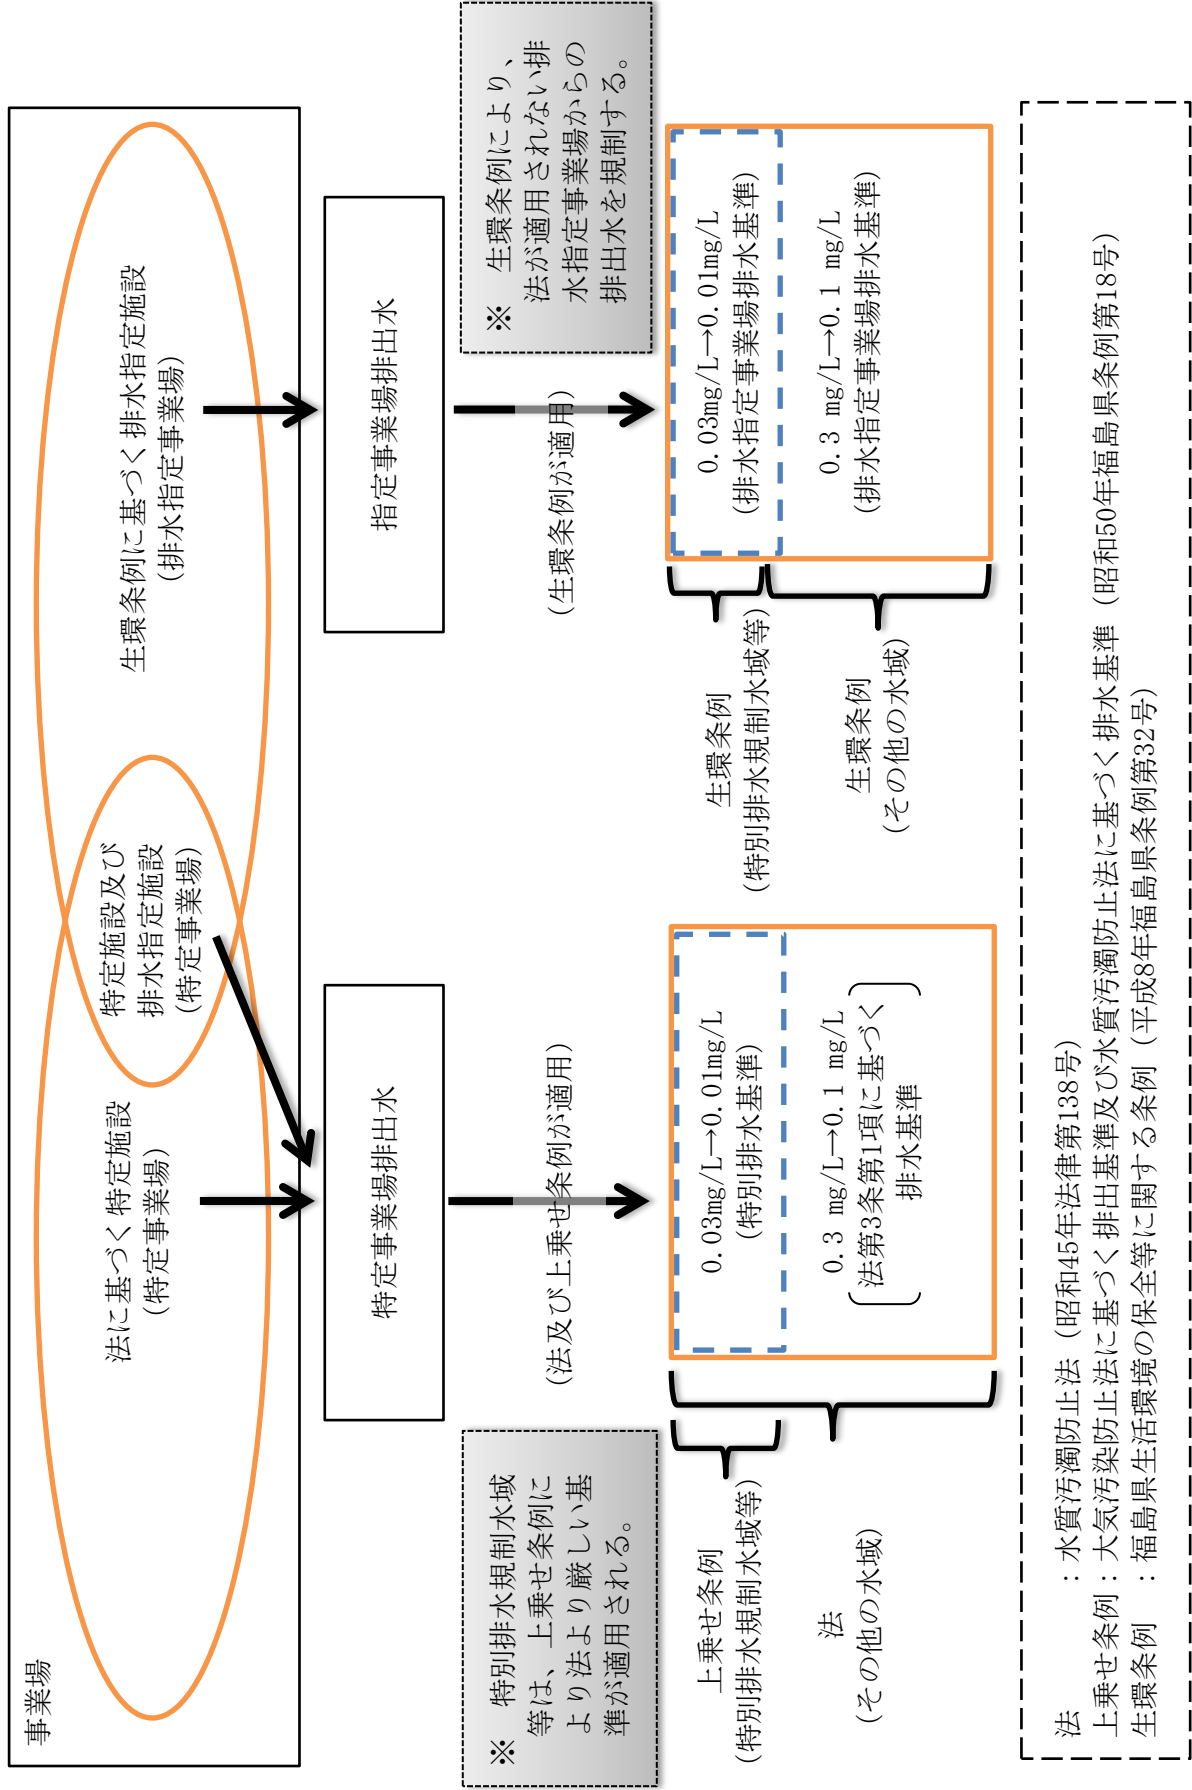 事業場
法に基づく特定施設
(特定事業場)
特定施設及び
排水指定施設
(特定事業場)
生環条例に基づく排水指定施設
(排水指定事業場)
特定事業場排出水
指定事業場排出水
※　特別排水規制水域
等は、上乗せ条例に
より法より厳しい基
準が適用される。
(法及び上乗せ条例が適用)
(生環条例が適用)
※　生環条例により、
法が適用されない排
水指定事業場からの
排出水を規制する。
上乗せ条例
(特別排水規制水域等)
法
(その他の水域)
0.03mg/L→0.01mg/L
(特別排水基準)
0.3 mg/L→0.1 mg/L
法第3条第1項に基づく
排水基準
生環条例
(特別排水規制水域等)
生環条例
(その他の水域)
0.03mg/L→0.01mg/L
(排水指定事業場排水基準)
0.3 mg/L→0.1 mg/L
(排水指定事業場排水基準)
法　　　　：水質汚濁防止法（昭和45年法律第138号）
上乗せ条例：大気汚染防止法に基づく排出基準及び水質汚濁防止法に基づく排水基準（昭和50年福島県条例第18号）
生環条例　：福島県生活環境の保全等に関する条例（平成8年福島県条例第32号）